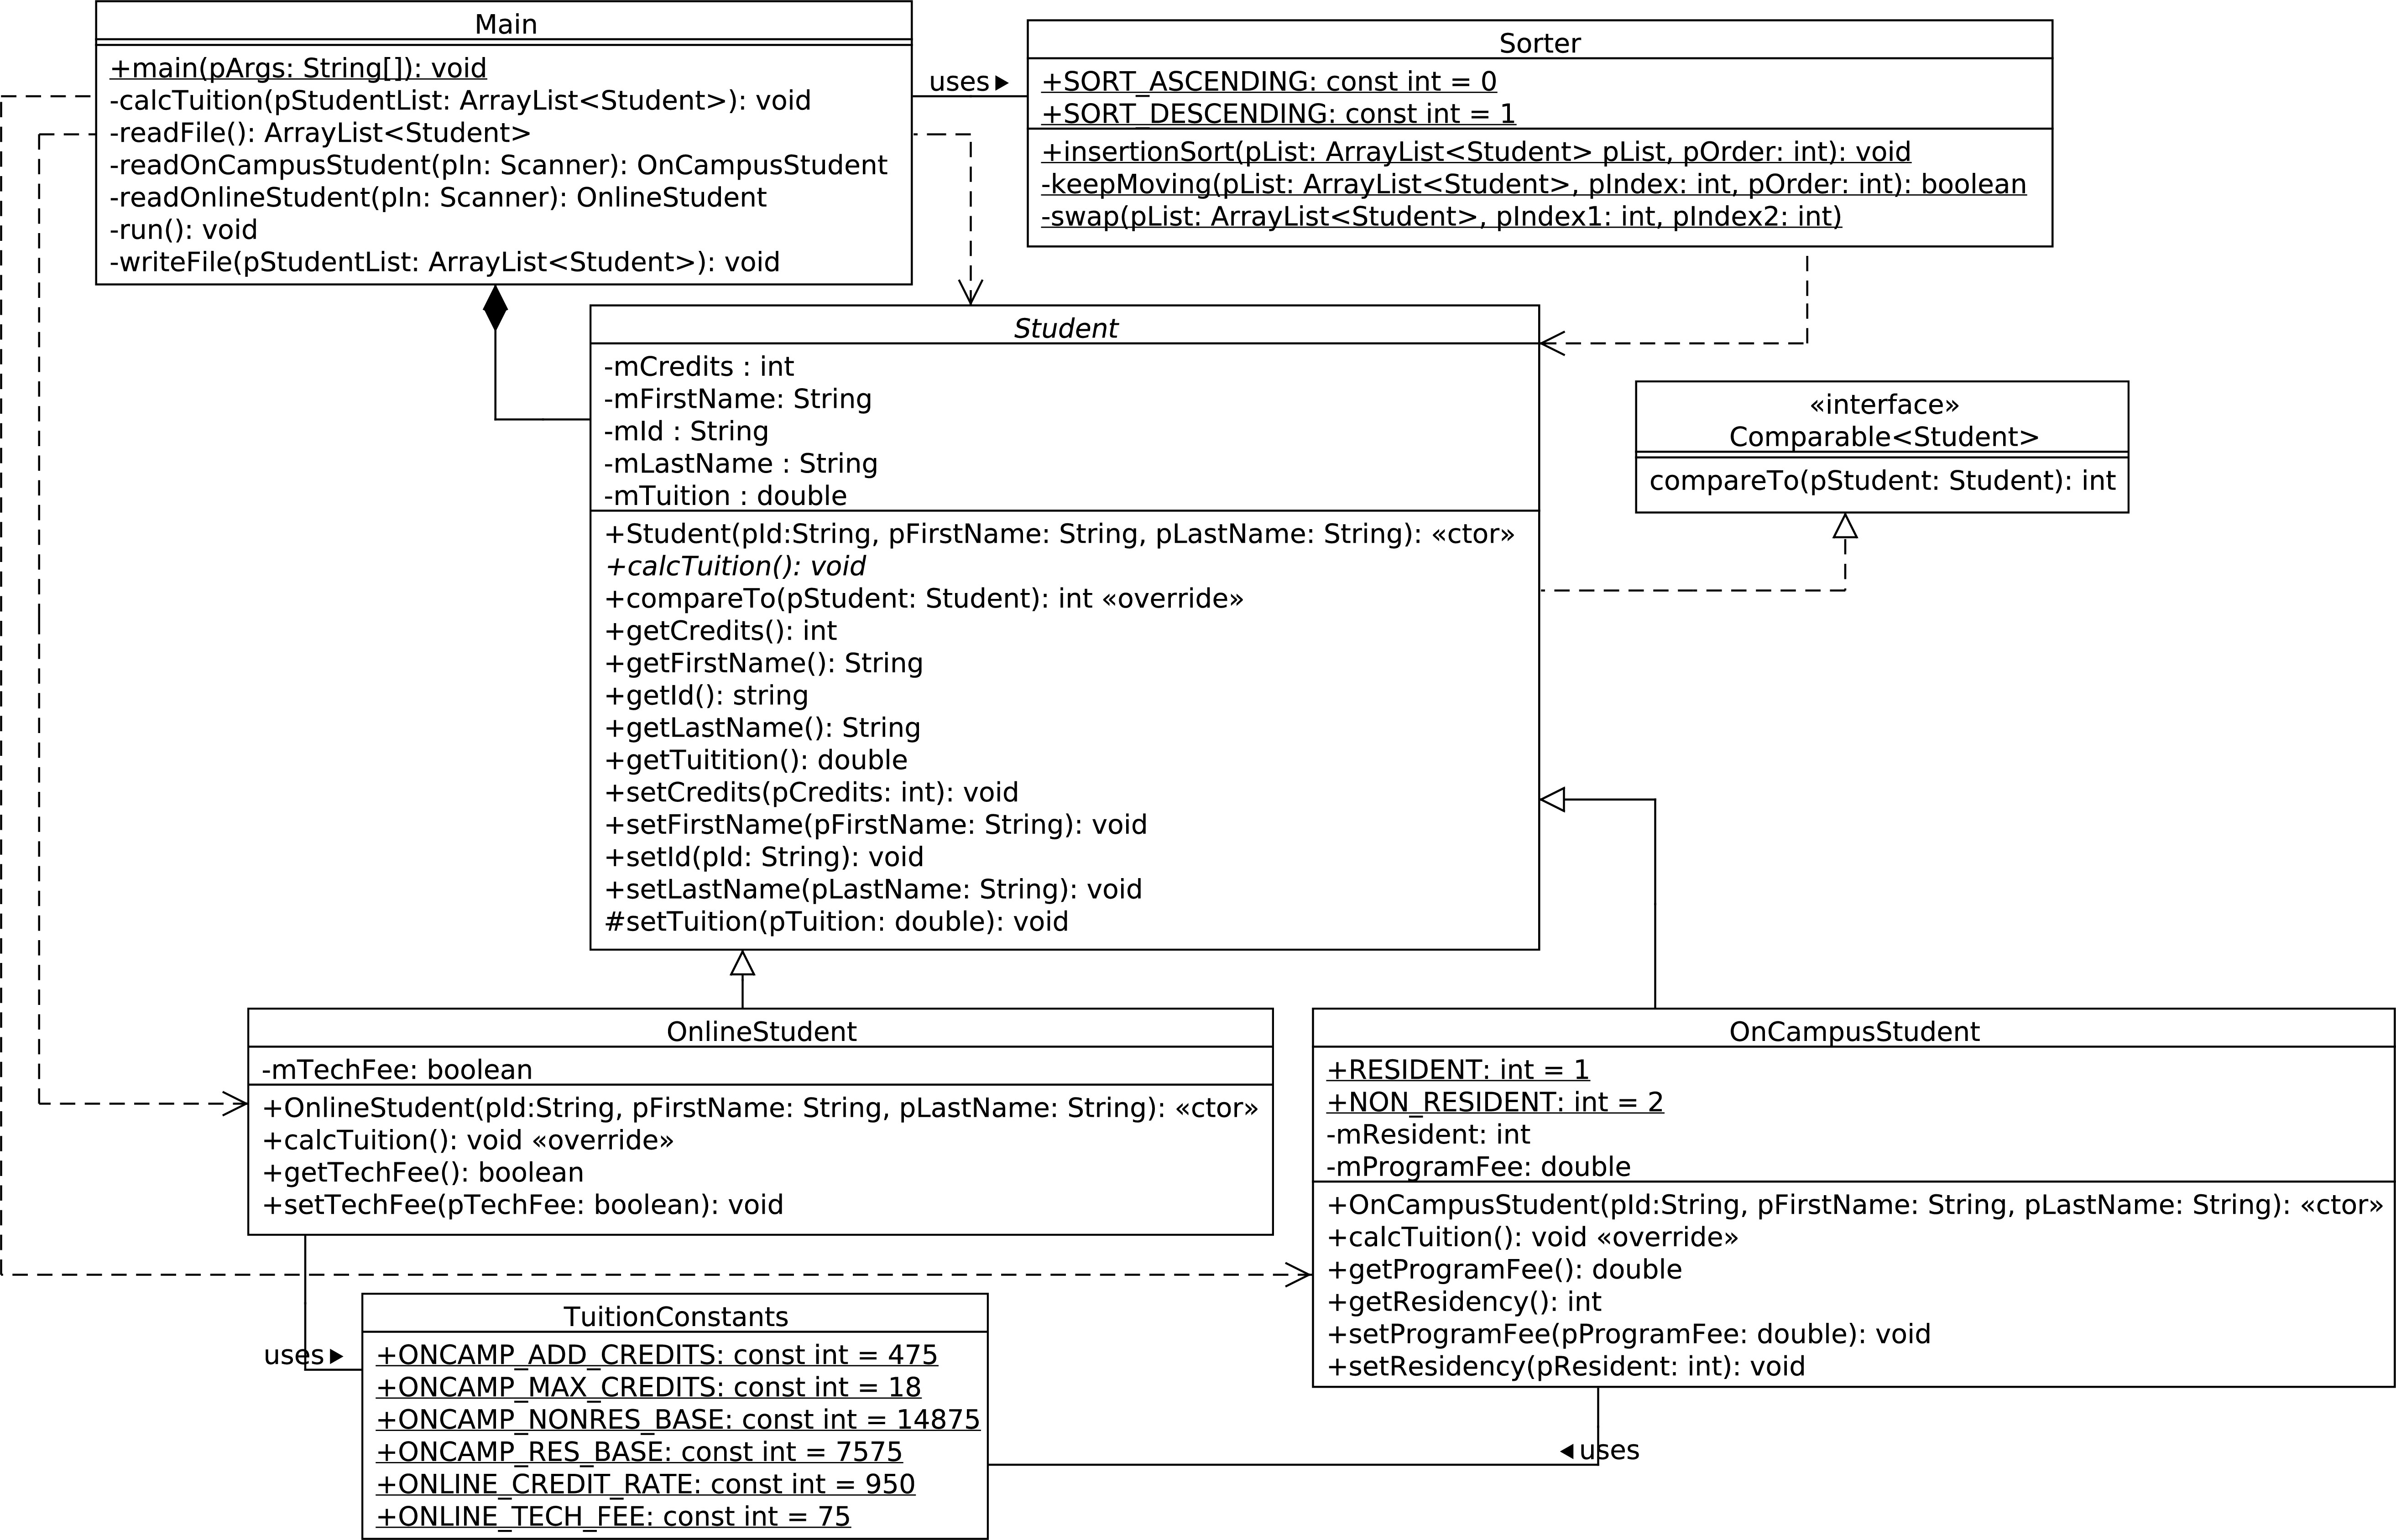 Main
+main(pArgs: String[]): void
-calcTuition(pStudentList: ArrayList<Student>): void
-readFile(): ArrayList<Student>
-readOnCampusStudent(pIn: Scanner): OnCampusStudent
-readOnlineStudent(pIn: Scanner): OnlineStudent
-run(): void
-writeFile(pStudentList: ArrayList<Student>): void
uses►
Sorter
+SORT_ASCENDING: const int = 0
+SORT_DESCENDING: const int = 1
+insertionSort(pList: ArrayList<Student> pList, pOrder: int): void
-keepMoving(pList: ArrayList<Student>, pIndex: int, pOrder: int): boolean
-swap(pList: ArrayList<Student>, pIndex1: int, pIndex2: int)
Student
-mCredits : int
-mFirstName: String
-mId : String
-mLastName : String
-mTuition : double
+Student(pId:String, pFirstName: String, pLastName: String): «ctor»
+calcTuition(): void
+compareTo(pStudent: Student): int «override»
+getCredits(): int
+getFirstName(): String
+getId(): string
+getLastName(): String
+getTuitition(): double
+setCredits(pCredits: int): void
+setFirstName(pFirstName: String): void
+setId(pId: String): void
+setLastName(pLastName: String): void
#setTuition(pTuition: double): void
«interface»
Comparable<Student>
compareTo(pStudent: Student): int
OnlineStudent
-mTechFee: boolean
+OnlineStudent(pId:String, pFirstName: String, pLastName: String): «ctor»
+calcTuition(): void «override»
+getTechFee(): boolean
+setTechFee(pTechFee: boolean): void
OnCampusStudent
+RESIDENT: int = 1
+NON_RESIDENT: int = 2
-mResident: int
-mProgramFee: double
+OnCampusStudent(pId:String, pFirstName: String, pLastName: String): «ctor»
+calcTuition(): void «override»
+getProgramFee(): double
+getResidency(): int
+setProgramFee(pProgramFee: double): void
+setResidency(pResident: int): void
uses►
TuitionConstants
+ONCAMP_ADD_CREDITS: const int = 475
+ONCAMP_MAX_CREDITS: const int = 18
+ONCAMP_NONRES_BASE: const int = 14875
+ONCAMP_RES_BASE: const int = 7575
+ONLINE_CREDIT_RATE: const int = 950
+ONLINE_TECH_FEE: const int = 75
◄uses